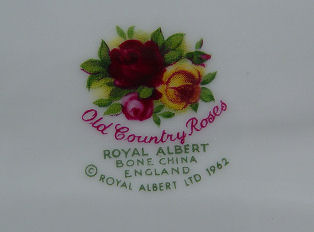 Old Country Roses
ROYAL ALBERT
BONE CHINA
ENGLAND
© ROYAL ALBERT LTD 1962